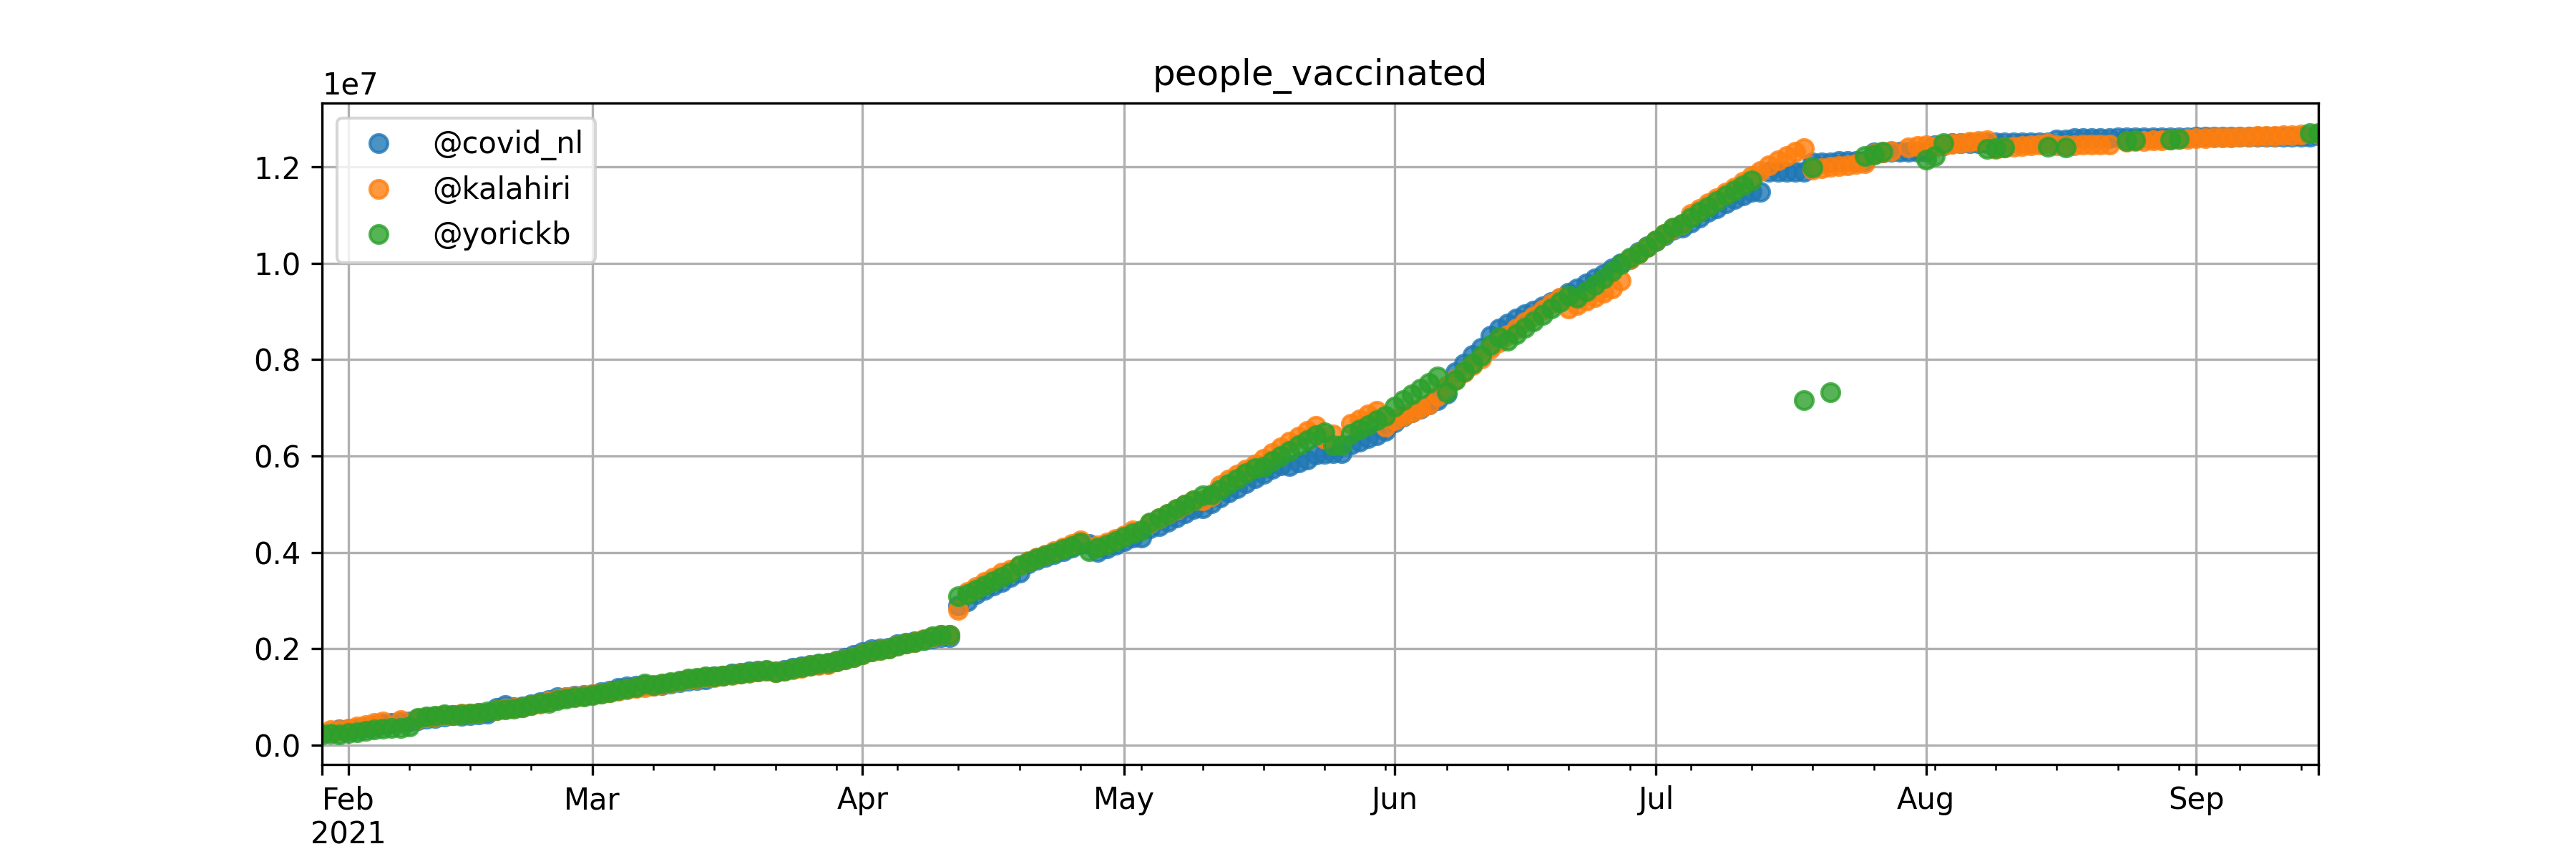 people_vaccinated
1e7
@covid_nl
@kalahiri
@yorickb
1.2
1.0
0.8
0.6
0.4
0.2
0.0
Feb Mar Apr May Jun Jul Aug Sep
2021